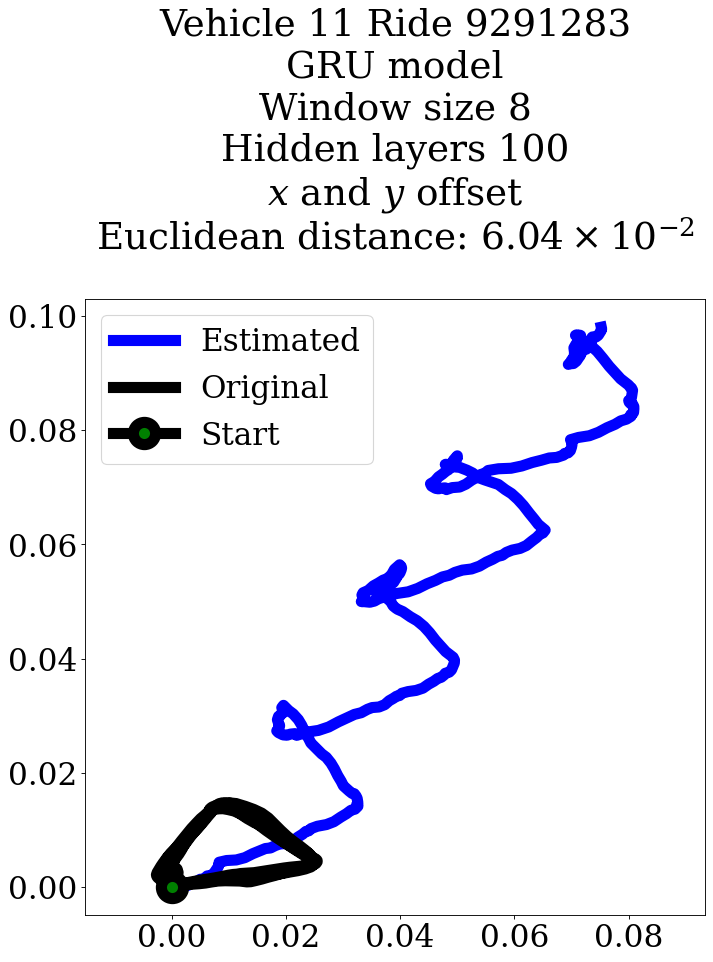 Vehicle 11 Ride 9291283
GRU model
Window size 8
Hidden layers 100
x and y offset
Euclidean distance: 6.04 × 10⁻²
Estimated
Original
Start
0.10
0.08
0.06
0.04
0.02
0.00
0.00 0.02 0.04 0.06 0.08